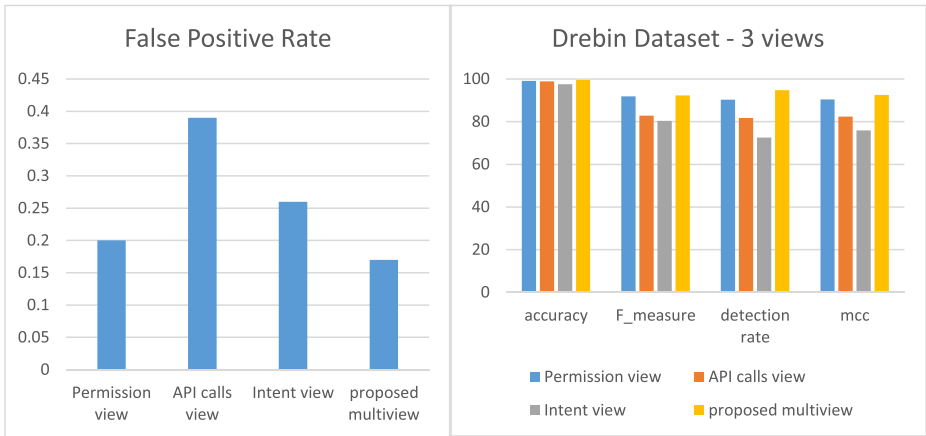 False Positive Rate
0.45
0.4
0.35
0.3
0.25
0.2
0.15
0.1
0.05
0
Permission view
API calls view
Intent view
proposed multiview
Drebin Dataset - 3 views
100
80
60
40
20
0
accuracy
F_measure
detection rate
mcc
Permission view
API calls view
Intent view
proposed multiview